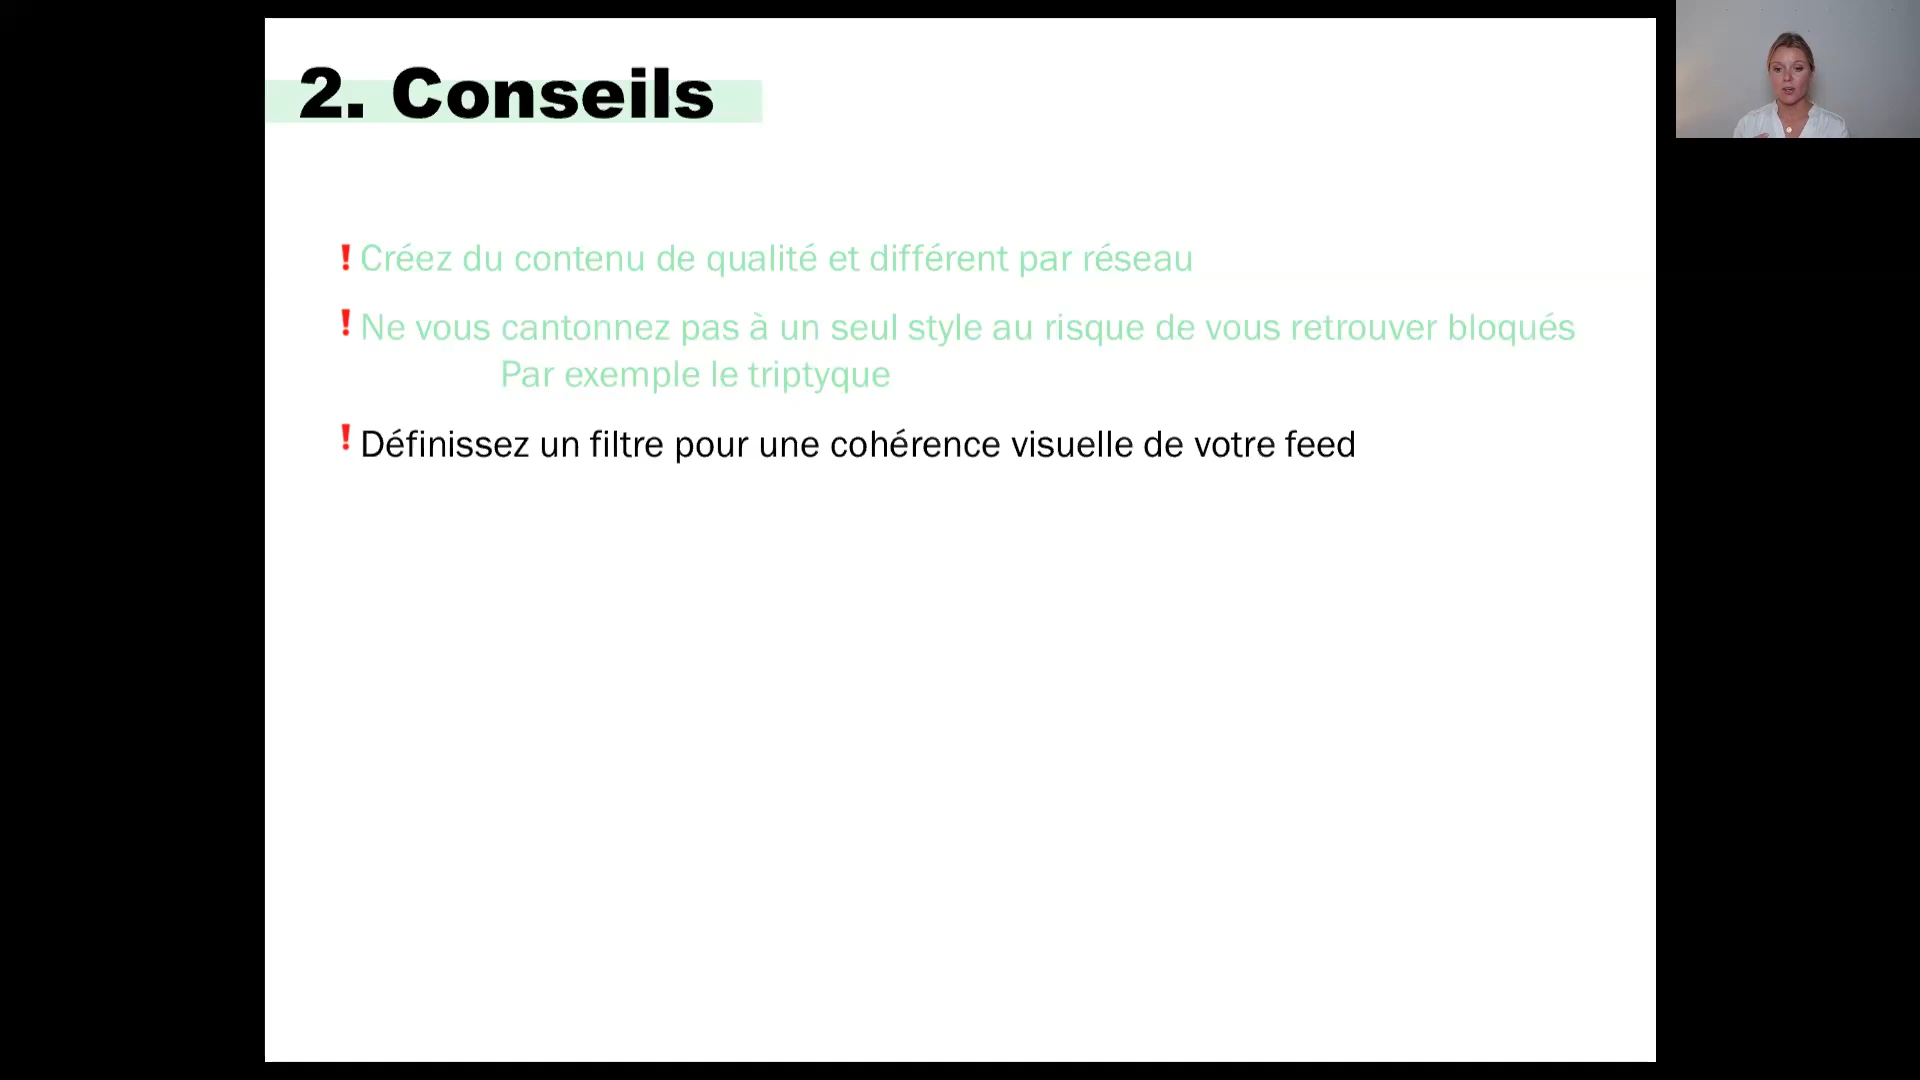 2. Conseils
! Créez du contenu de qualité et différent par réseau
! Ne vous cantonnez pas à un seul style au risque de vous retrouver bloqués
Par exemple le triptyque
! Définissez un filtre pour une cohérence visuelle de votre feed